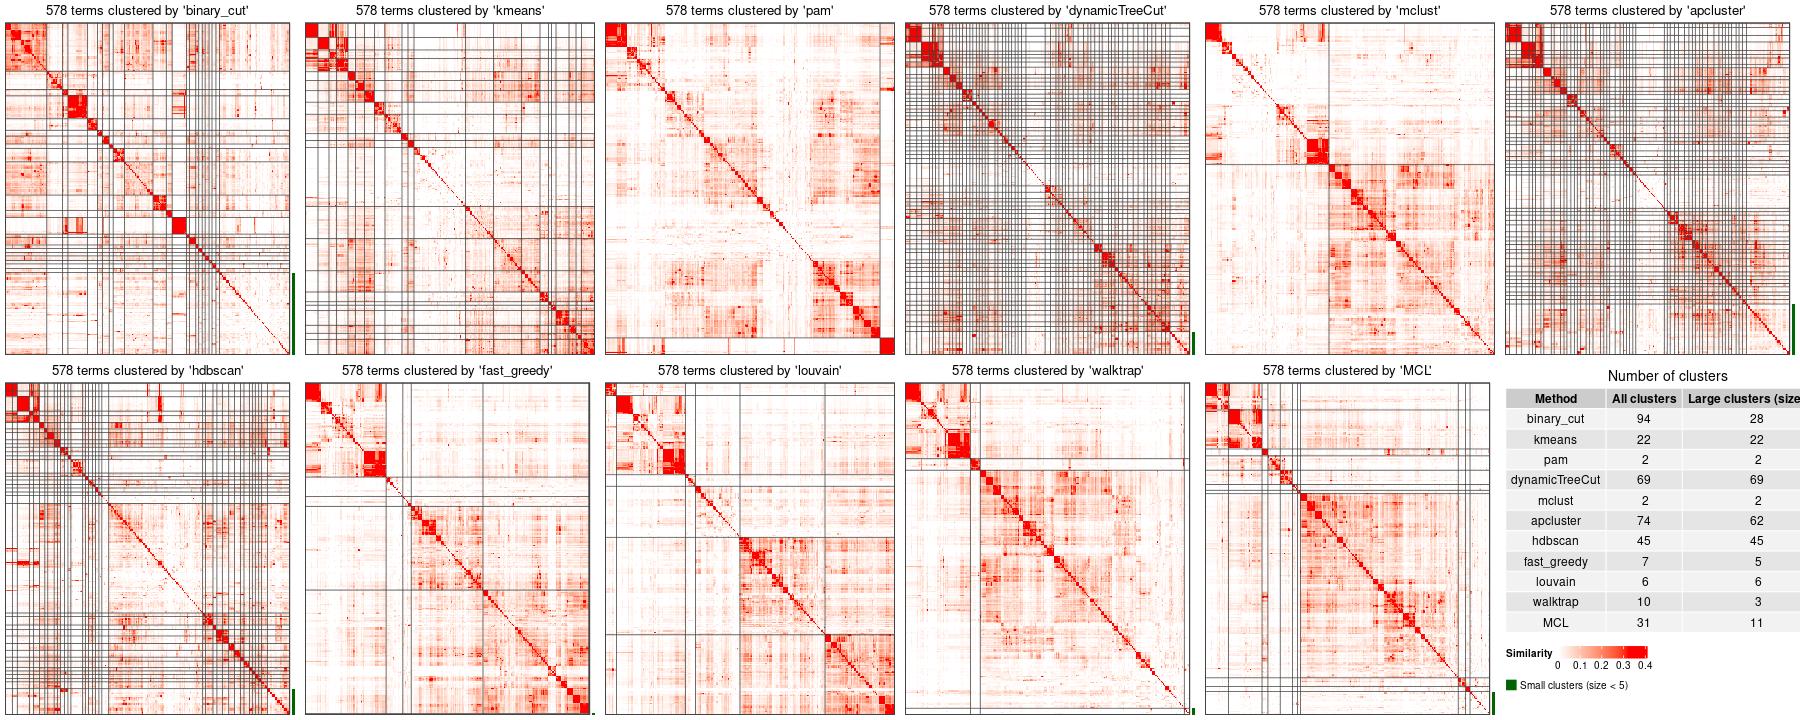 578 terms clustered by 'binary_cut'
578 terms clustered by 'kmeans'
578 terms clustered by 'pam'
578 terms clustered by 'dynamicTreeCut'
578 terms clustered by 'mclust'
578 terms clustered by 'apcluster'
578 terms clustered by 'hdbscan'
578 terms clustered by 'fast_greedy'
578 terms clustered by 'louvain'
578 terms clustered by 'walktrap'
578 terms clustered by 'MCL'
Number of clusters
Method All clusters Large clusters (size
binary_cut 94 28
kmeans 22 22
pam 2 2
dynamicTreeCut 69 69
mclust 2 2
apcluster 74 62
hdbscan 45 45
fast_greedy 7 5
louvain 6 6
walktrap 10 3
MCL 31 11
Similarity
0 0.1 0.2 0.3 0.4
Small clusters (size < 5)